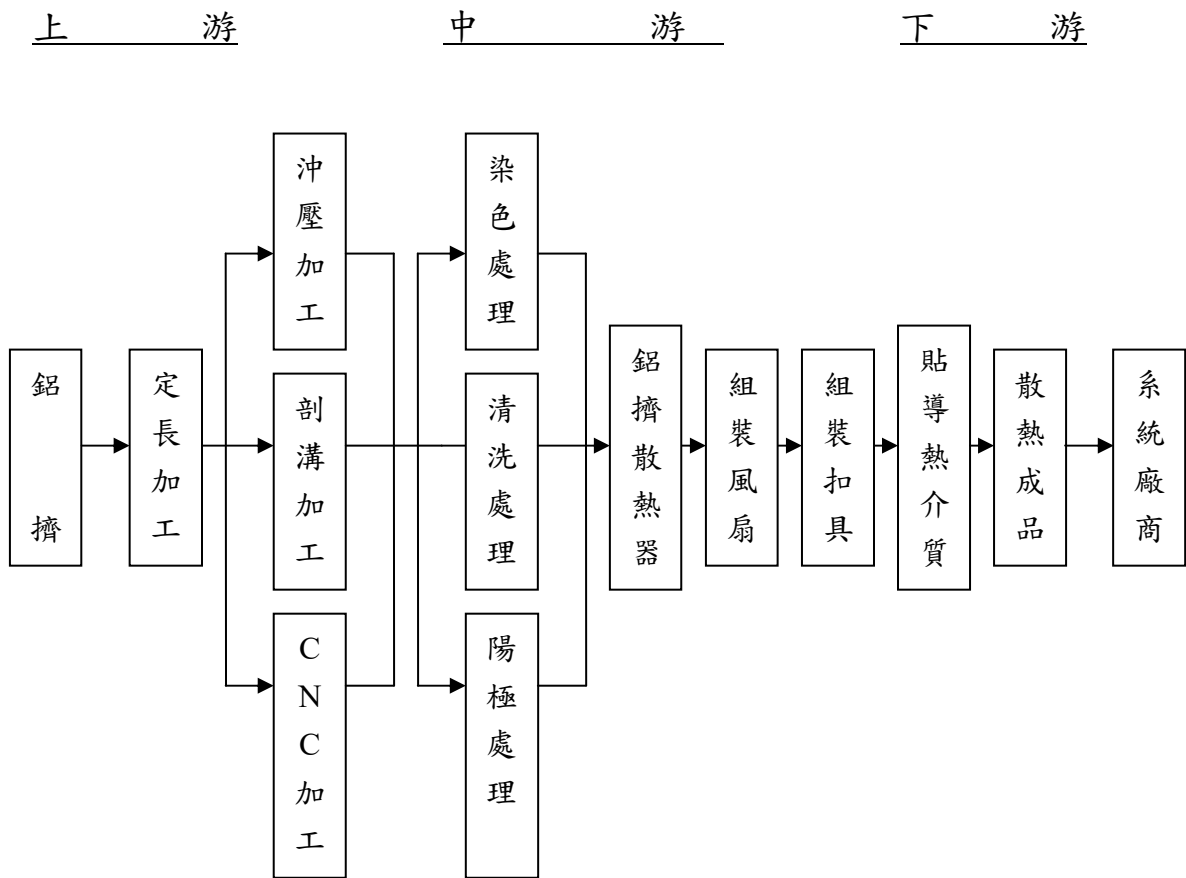 上游
中游
下游
鋁擠
定長加工
沖壓加工
剖溝加工
CNC加工
染色處理
清洗處理
陽極處理
鋁擠散熱器
組裝風扇
組裝扣具
貼導熱介質
散熱成品
系統廠商